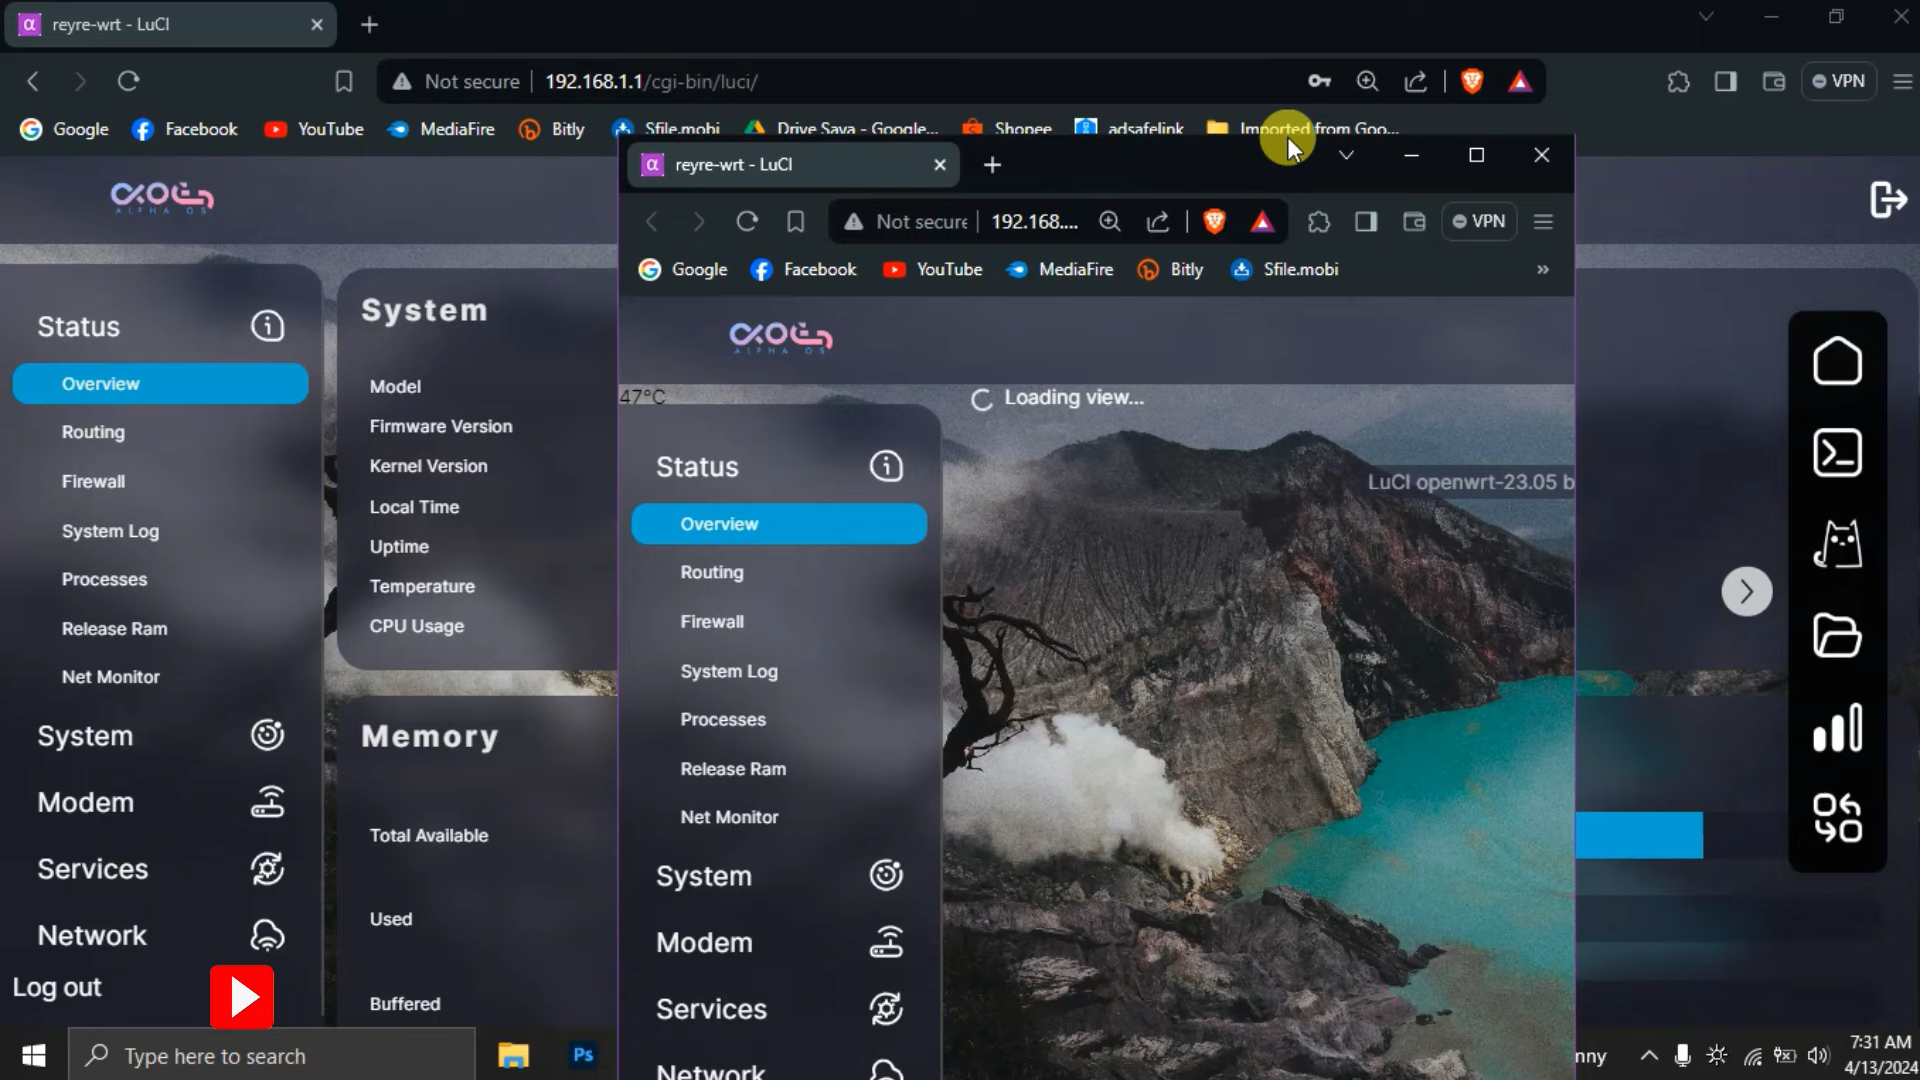 reyre-wrt - LuCI
Not secure 192.168.1.1/cgi-bin/luci/
VPN
Google Facebook YouTube MediaFire Bitly Sfile.mobi Drive Saya - Google... Shopee adsafelink Imported from Goo...
ALPHA OS
Status
Overview
Routing
Firewall
System Log
Processes
Release Ram
Net Monitor
System
Modem
Services
Network
Log out
System
Model
Firmware Version
Kernel Version
Local Time
Uptime
Temperature
CPU Usage
Memory
Total Available
Used
Buffered
reyre-wrt - LuCI
Not secure 192.168....
VPN
Google Facebook YouTube MediaFire Bitly Sfile.mobi
ALPHA OS
47°C
Loading view...
LuCI openwrt-23.05 b
Status
Overview
Routing
Firewall
System Log
Processes
Release Ram
Net Monitor
System
Modem
Services
Network
Type here to search
Ps
nny
7:31 AM
4/13/2024